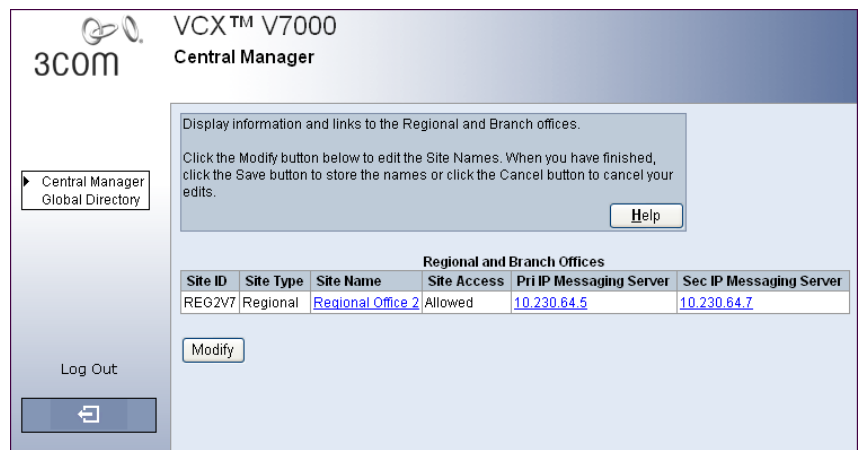 3COM
VCX™ V7000
Central Manager
Display information and links to the Regional and Branch offices.
Click the Modify button below to edit the Site Names. When you have finished,
click the Save button to store the names or click the Cancel button to cancel your
edits.
Help
Central Manager
Global Directory
Regional and Branch Offices
Site ID Site Type Site Name Site Access Pri IP Messaging Server Sec IP Messaging Server
REG2V7 Regional Regional Office 2 Allowed 10.230.64.5 10.230.64.7
Modify
Log Out